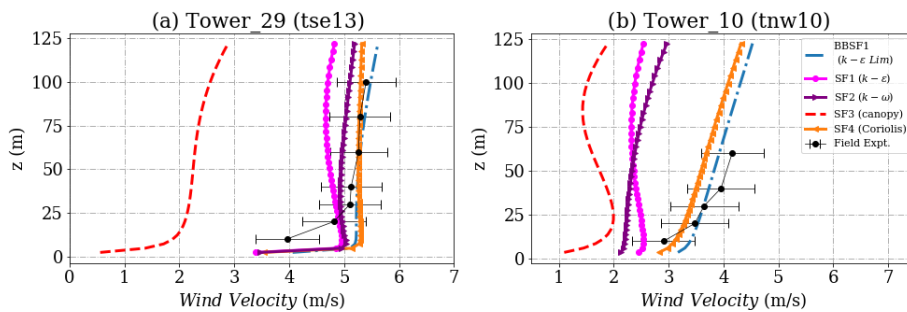 (a) Tower_29 (tse13)
z (m)
125
100
75
50
25
0
0 1 2 3 4 5 6 7
Wind Velocity (m/s)
(b) Tower_10 (tnw10)
z (m)
125
100
75
50
25
0
0 1 2 3 4 5 6 7
Wind Velocity (m/s)
BBSF1
(k − ε Lim)
SF1 (k − ε)
SF2 (k − ω)
SF3 (canopy)
SF4 (Coriolis)
Field Expt.